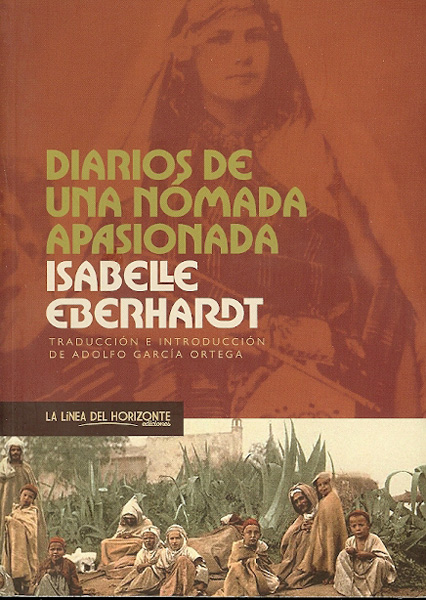 DIARIOS DE
UNA NÓMADA
APASIONADA
ISABELLE
EBERHARDT
TRADUCCIÓN E INTRODUCCIÓN
DE ADOLFO GARCÍA ORTEGA
LA LÍNEA DEL HORIZONTE
ediciones